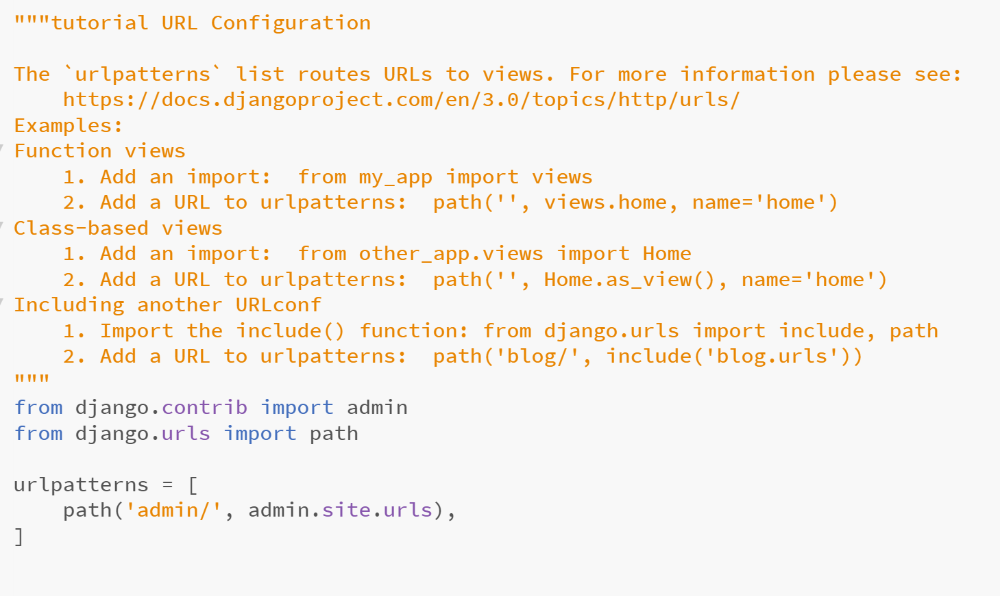 """tutorial URL Configuration

The `urlpatterns` list routes URLs to views. For more information please see:
    https://docs.djangoproject.com/en/3.0/topics/http/urls/
Examples:
Function views
    1. Add an import:  from my_app import views
    2. Add a URL to urlpatterns:  path('', views.home, name='home')
Class-based views
    1. Add an import:  from other_app.views import Home
    2. Add a URL to urlpatterns:  path('', Home.as_view(), name='home')
Including another URLconf
    1. Import the include() function: from django.urls import include, path
    2. Add a URL to urlpatterns:  path('blog/', include('blog.urls'))
"""
from django.contrib import admin
from django.urls import path

urlpatterns = [
    path('admin/', admin.site.urls),
]